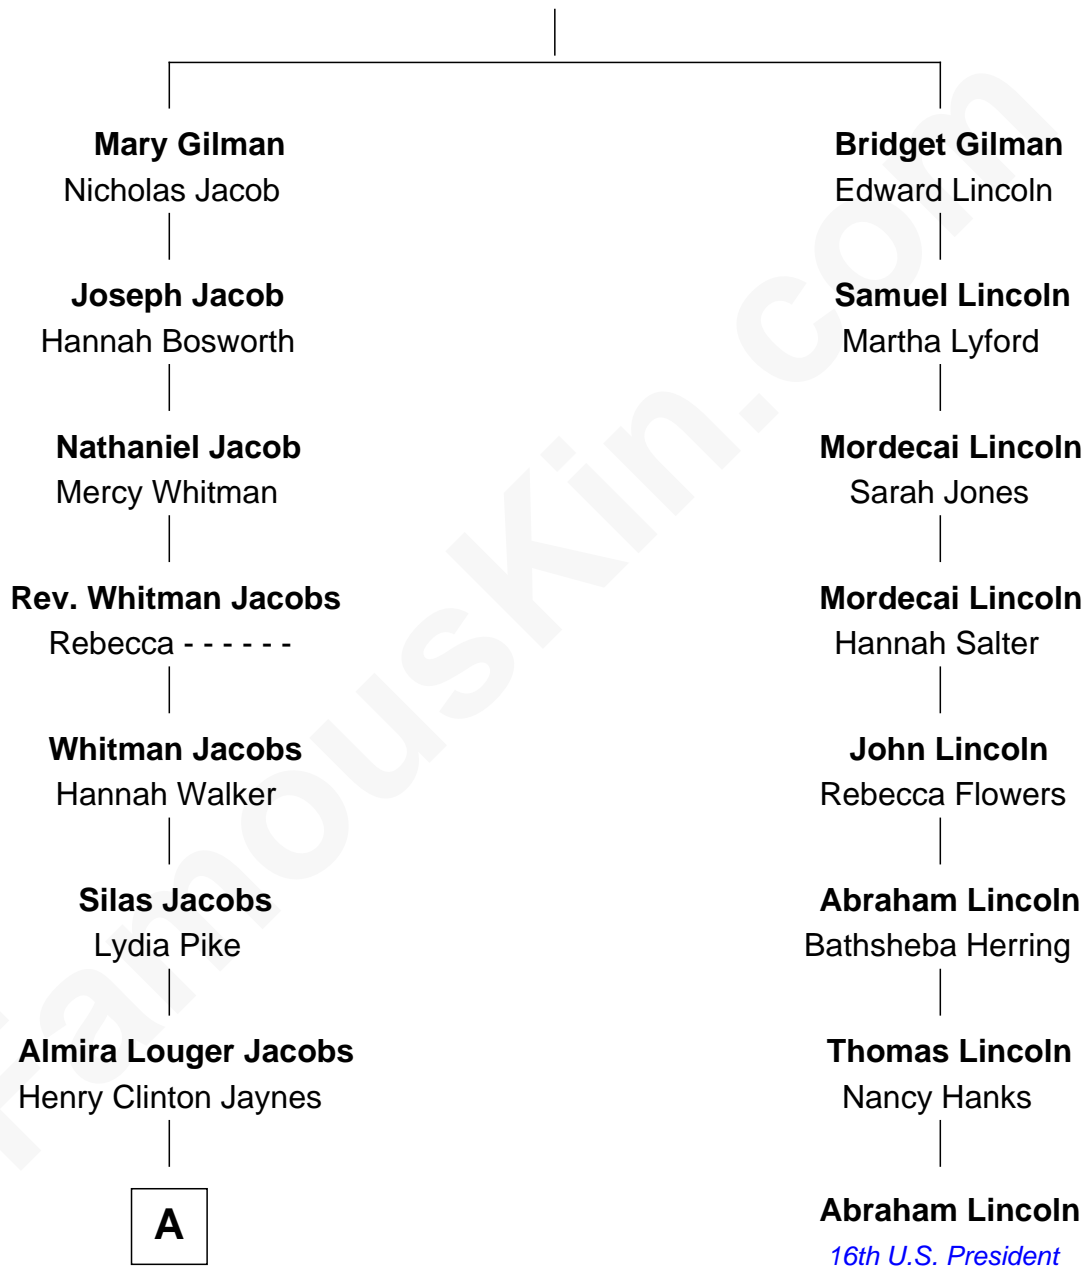 Mary Gilman
Nicholas Jacob
Bridget Gilman
Edward Lincoln
Joseph Jacob
Hannah Bosworth
Samuel Lincoln
Martha Lyford
Nathaniel Jacob
Mercy Whitman
Mordecai Lincoln
Sarah Jones
Rev. Whitman Jacobs
Rebecca - - - - - -
Mordecai Lincoln
Hannah Salter
Whitman Jacobs
Hannah Walker
John Lincoln
Rebecca Flowers
Silas Jacobs
Lydia Pike
Abraham Lincoln
Bathsheba Herring
Almira Louger Jacobs
Henry Clinton Jaynes
Thomas Lincoln
Nancy Hanks
A
Abraham Lincoln
16th U.S. President
FamousKin.com